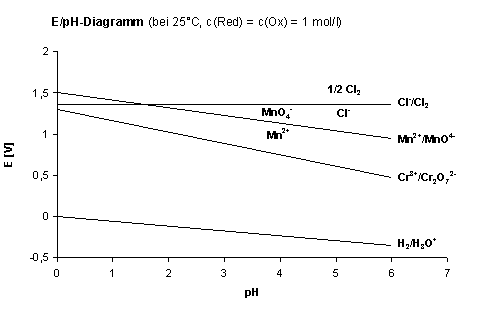 E/pH-Diagramm (bei 25°C, c(Red) = c(Ox) = 1 mol/l)
2
1,5
1
0,5
0
-0,5
E [V]
1/2 Cl₂
Cl⁻/Cl₂
MnO₄⁻
Cl⁻
Mn²⁺
Mn²⁺/MnO⁴⁻
Cr³⁺/Cr₂O₇²⁻
H₂/H₃O⁺
0 1 2 3 4 5 6 7
pH